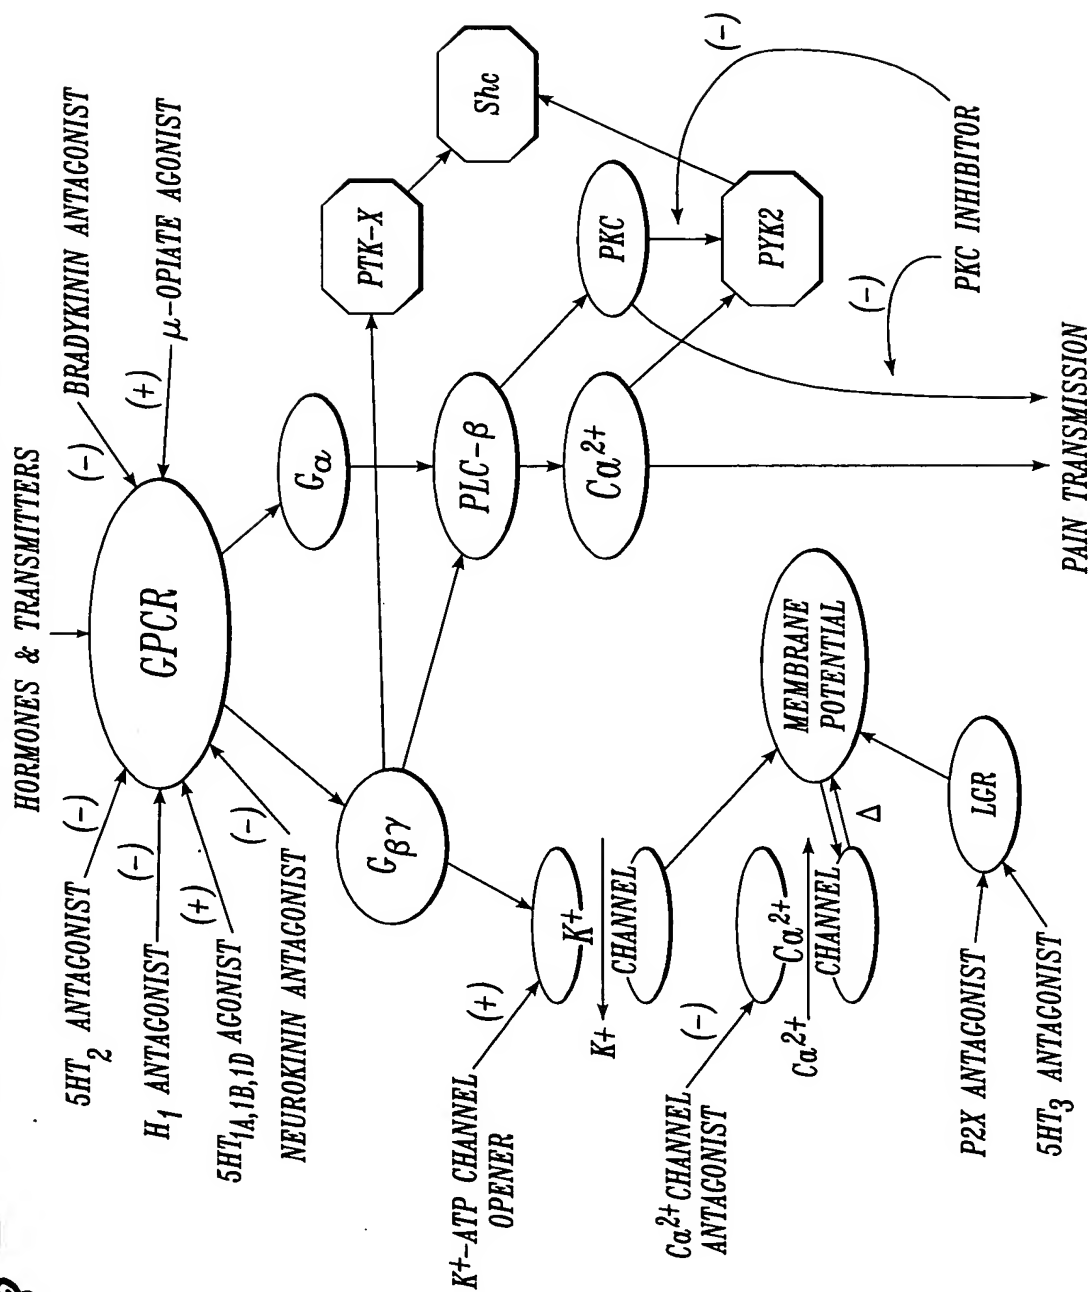 HORMONES & TRANSMITTERS
5HT2 ANTAGONIST
(-)
H1 ANTAGONIST
(-)
5HT1A,1B,1D AGONIST
(+)
NEUROKININ ANTAGONIST
(-)
BRADYKININ ANTAGONIST
(-)
μ-OPIATE AGONIST
(+)
GPCR
Gα
Gβγ
PTK-X
Shc
PLC-β
PKC
Ca2+
PYK2
(-)
(-)
PKC INHIBITOR
K+-ATP CHANNEL
OPENER
(+)
K+
CHANNEL
K+
Ca2+ CHANNEL
ANTAGONIST
(-)
Ca2+
CHANNEL
Ca2+
Δ
MEMBRANE
POTENTIAL
LGR
P2X ANTAGONIST
5HT3 ANTAGONIST
PAIN TRANSMISSION